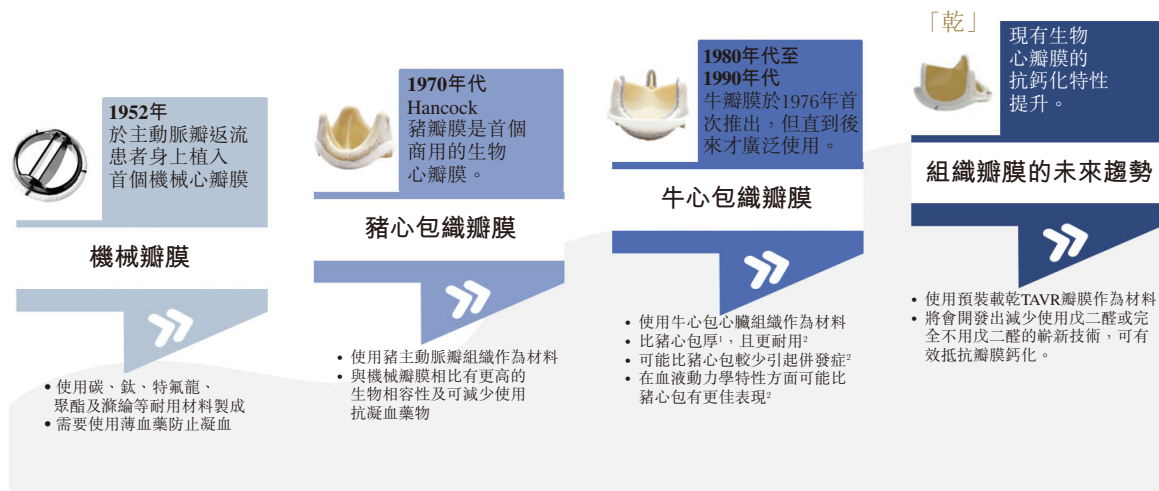 1952年
於主動脈瓣返流
患者身上植入
首個機械心瓣膜
機械瓣膜
• 使用碳、鈦、特氟龍、
聚酯及滌綸等耐用材料製成
• 需要使用薄血藥防止凝血
1970年代
Hancock
豬瓣膜是首個
商用的生物
心瓣膜。
豬心包織瓣膜
• 使用豬主動脈瓣組織作為材料
• 與機械瓣膜相比有更高的
生物相容性及可減少使用
抗凝血藥物
1980年代至
1990年代
牛瓣膜於1976年首
次推出，但直到後
來才廣泛使用。
牛心包織瓣膜
• 使用牛心包心臟組織作為材料
• 比豬心包厚¹，且更耐用²
• 可能比豬心包較少引起併發症²
• 在血液動力學特性方面可能比
豬心包有更佳表現²
「乾」
現有生物
心瓣膜的
抗鈣化特性
提升。
組織瓣膜的未來趨勢
• 使用預裝載乾TAVR瓣膜作為材料
• 將會開發出減少使用戊二醛或完
全不用戊二醛的嶄新技術，可有
效抵抗瓣膜鈣化。